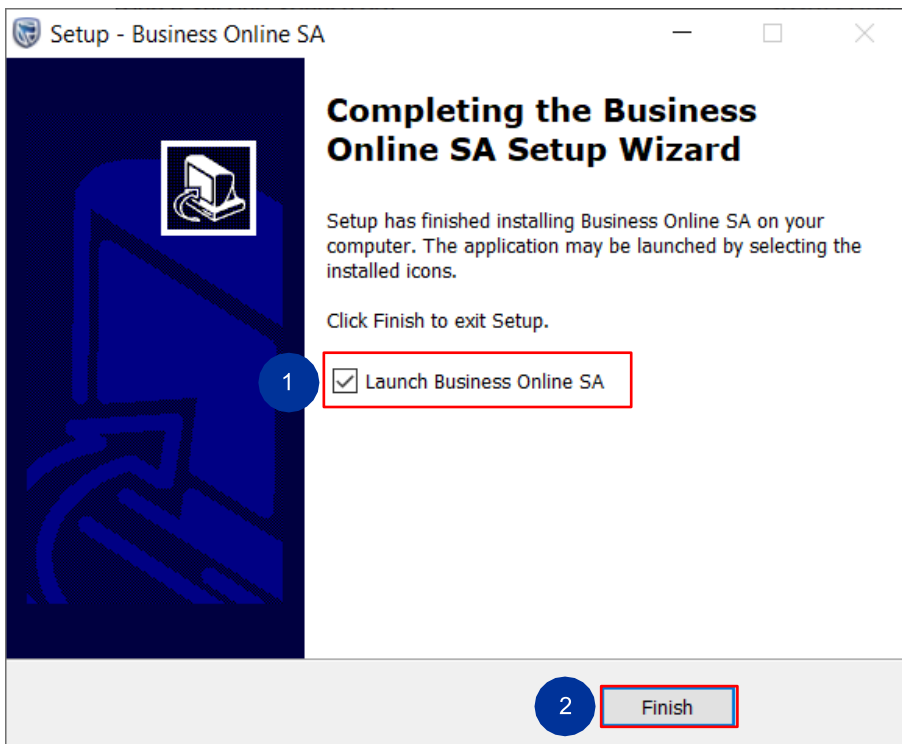 Setup - Business Online SA
Completing the Business
Online SA Setup Wizard
Setup has finished installing Business Online SA on your
computer. The application may be launched by selecting the
installed icons.
Click Finish to exit Setup.
1
Launch Business Online SA
2
Finish